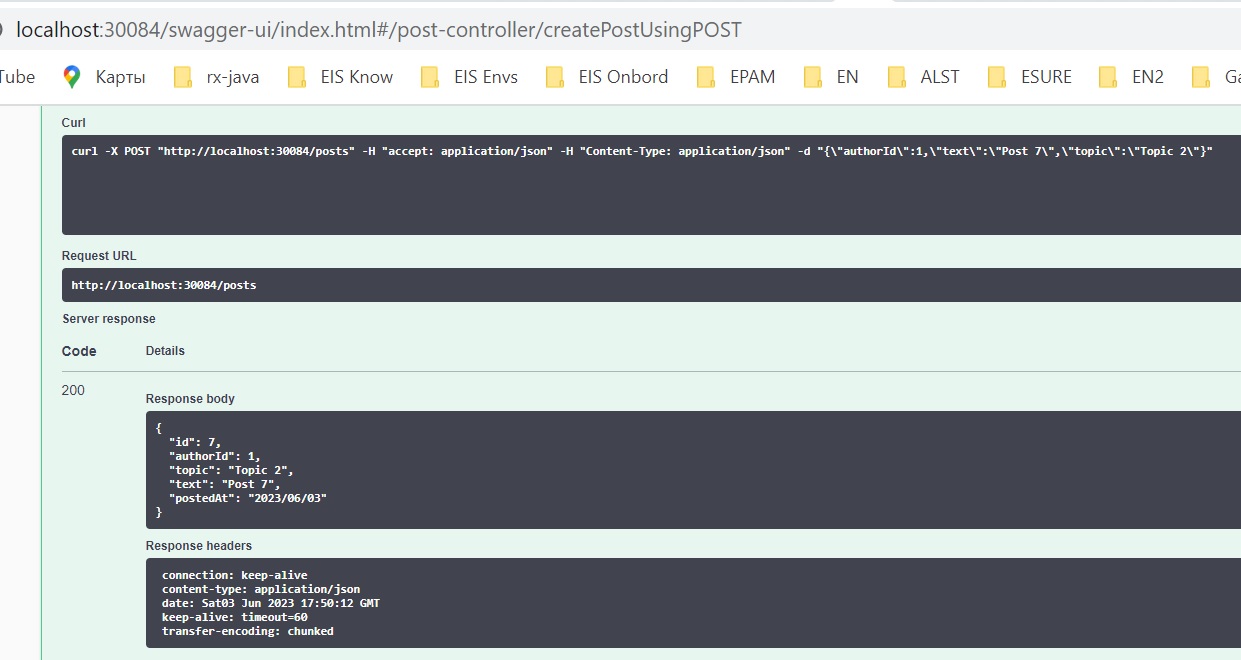 localhost:30084/swagger-ui/index.html#/post-controller/createPostUsingPOST
Tube Карты rx-java EIS Know EIS Envs EIS Onbord EPAM EN ALST ESURE EN2 Ga
Curl
curl -X POST "http://localhost:30084/posts" -H "accept: application/json" -H "Content-Type: application/json" -d "{\"authorId\":1,\"text\":\"Post 7\",\"topic\":\"Topic 2\"}"
Request URL
http://localhost:30084/posts
Server response
Code Details
200
Response body
{
  "id": 7,
  "authorId": 1,
  "topic": "Topic 2",
  "text": "Post 7",
  "postedAt": "2023/06/03"
}
Response headers
connection: keep-alive
content-type: application/json
date: Sat03 Jun 2023 17:50:12 GMT
keep-alive: timeout=60
transfer-encoding: chunked